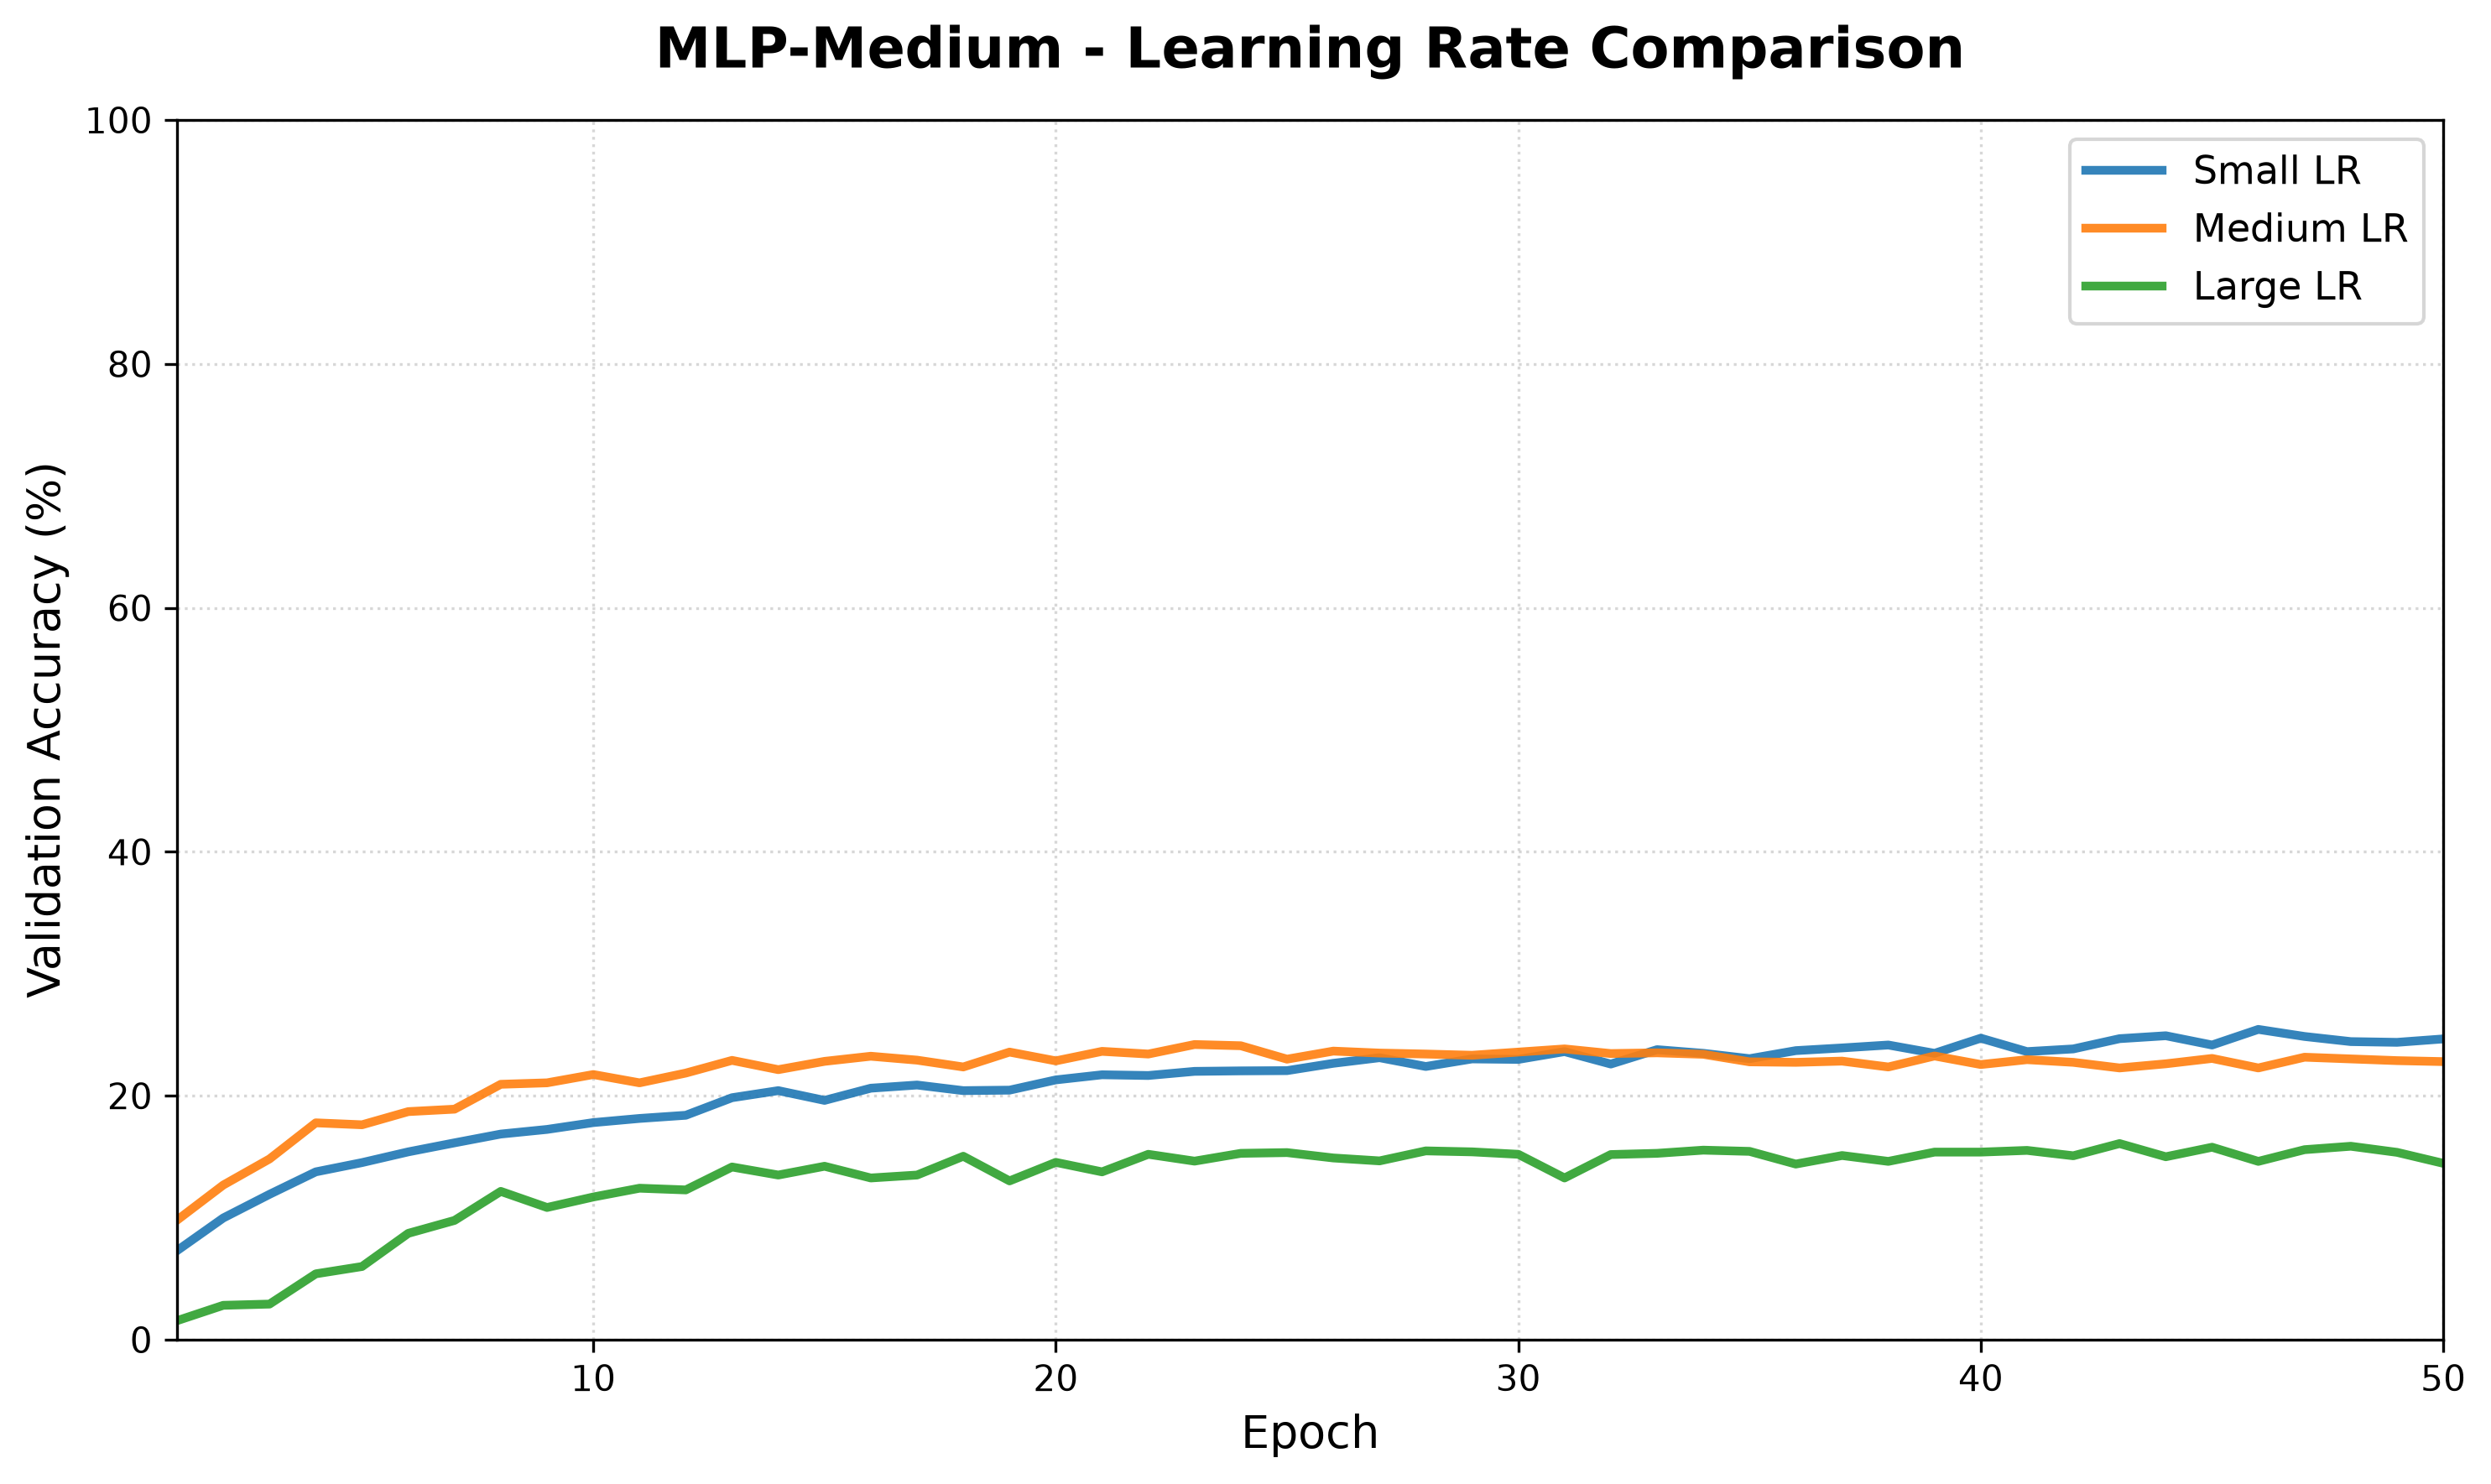 MLP-Medium - Learning Rate Comparison
100
80
60
40
20
0
Validation Accuracy (%)
Small LR
Medium LR
Large LR
10 20 30 40 50
Epoch